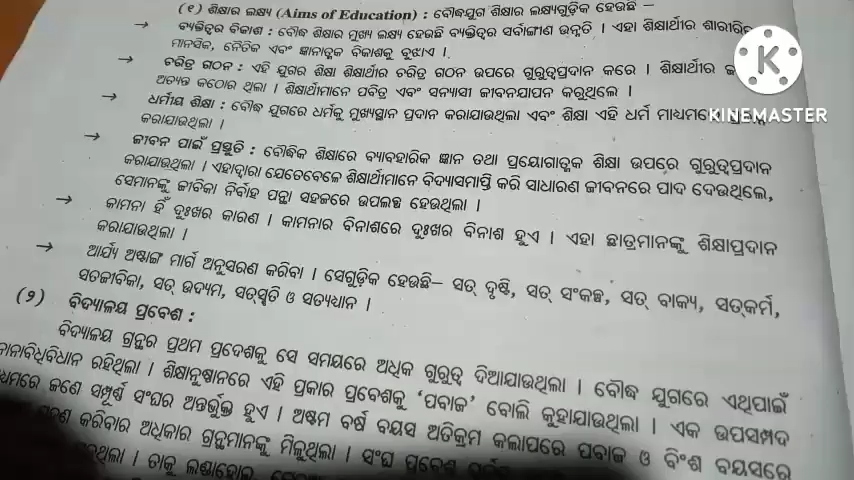 (୧) ଶିକ୍ଷାର ଲକ୍ଷ୍ୟ (Aims of Education) : ବୌଦ୍ଧଯୁଗ ଶିକ୍ଷାର ଲକ୍ଷ୍ୟଗୁଡ଼ିକ ହେଉଛି –
→ ବ୍ୟକ୍ତିତ୍ୱର ବିକାଶ : ବୌଦ୍ଧ ଶିକ୍ଷାର ମୁଖ୍ୟ ଲକ୍ଷ୍ୟ ହେଉଛି ବ୍ୟକ୍ତିତ୍ୱର ସର୍ବାଙ୍ଗୀଣ ଉନ୍ନତି । ଏହା ଶିକ୍ଷାର୍ଥୀର ଶାରୀରିକ
ମାନସିକ, ନୈତିକ ଏବଂ ଜ୍ଞାନାତ୍ମକ ବିକାଶକୁ ବୁଝାଏ ।
→ ଚରିତ୍ର ଗଠନ : ଏହି ଯୁଗର ଶିକ୍ଷା ଶିକ୍ଷାର୍ଥୀର ଚରିତ୍ର ଗଠନ ଉପରେ ଗୁରୁତ୍ୱପ୍ରଦାନ କରେ । ଶିକ୍ଷାର୍ଥୀର
ଅତ୍ୟନ୍ତ କଠୋର ଥିଲା । ଶିକ୍ଷାର୍ଥୀମାନେ ପବିତ୍ର ଏବଂ ସନ୍ୟାସୀ ଜୀବନଯାପନ କରୁଥିଲେ ।
KINEMASTER
→ ଧର୍ମୀୟ ଶିକ୍ଷା : ବୌଦ୍ଧ ଯୁଗରେ ଧର୍ମକୁ ମୁଖ୍ୟସ୍ଥାନ ପ୍ରଦାନ କରାଯାଉଥିଲା ଏବଂ ଶିକ୍ଷା ଏହି ଧର୍ମ ମାଧ୍ୟମରେ
କରାଯାଉଥିଲା ।
→ ଜୀବନ ପାଇଁ ପ୍ରସ୍ତୁତି : ବୌଦ୍ଧିକ ଶିକ୍ଷାରେ ବ୍ୟାବହାରିକ ଜ୍ଞାନ ତଥା ପ୍ରୟୋଗାତ୍ମକ ଶିକ୍ଷା ଉପରେ ଗୁରୁତ୍ୱପ୍ରଦାନ
କରାଯାଉଥିଲା । ଏହାଦ୍ୱାରା ଯେତେବେଳେ ଶିକ୍ଷାର୍ଥୀମାନେ ବିଦ୍ୟାସମାପ୍ତି କରି ସାଧାରଣ ଜୀବନରେ ପାଦ ଦେଉଥିଲେ,
ସେମାନଙ୍କୁ ଜୀବିକା ନିର୍ବାହ ପନ୍ଥା ସହଜରେ ଉପଲବ୍ଧ ହେଉଥିଲା ।
→ କାମନା ହିଁ ଦୁଃଖର କାରଣ । କାମନାର ବିନାଶରେ ଦୁଃଖର ବିନାଶ ହୁଏ । ଏହା ଛାତ୍ରମାନଙ୍କୁ ଶିକ୍ଷାପ୍ରଦାନ
କରାଯାଉଥିଲା ।
→ ଆର୍ଯ୍ୟ ଅଷ୍ଟାଙ୍ଗ ମାର୍ଗ ଅନୁସରଣ କରିବା । ସେଗୁଡ଼ିକ ହେଉଛି– ସତ୍ ଦୃଷ୍ଟି, ସତ୍ ସଂକଳ୍ପ, ସତ୍ ବାକ୍ୟ, ସତ୍‌କର୍ମ,
ସତଜୀବିକା, ସତ୍ ଉଦ୍ୟମ, ସତ୍‌ସ୍ମୃତି ଓ ସତ୍ୟଧ୍ୟାନ ।
(୨) ବିଦ୍ୟାଳୟ ପ୍ରବେଶ :
ବିଦ୍ୟାଳୟ ଗ୍ରନ୍ଥର ପ୍ରଥମ ପ୍ରବେଶକୁ ସେ ସମୟରେ ଅଧିକ ଗୁରୁତ୍ୱ ଦିଆଯାଉଥିଲା । ବୌଦ୍ଧ ଯୁଗରେ ଏଥିପାଇଁ
ନାନାବିଧିବିଧାନ ରହିଥିଲା । ଶିକ୍ଷାନୁଷ୍ଠାନରେ ଏହି ପ୍ରକାର ପ୍ରବେଶକୁ 'ପବାଜ' ବୋଲି କୁହାଯାଉଥିଲା । ଏକ ଉପସମ୍ପଦ
ଜଣେ ସମ୍ପୂର୍ଣ୍ଣ ସଂଘର ଅନ୍ତର୍ଭୁକ୍ତ ହୁଏ । ଅଷ୍ଟମ ବର୍ଷ ବୟସ ଅତିକ୍ରମ କଲାପରେ ପବାଜ ଓ ବିଂଶ ବୟସରେ
କରିବାର ଅଧିକାର ଗ୍ରନ୍ଥମାନଙ୍କୁ ମିଳୁଥିଲା । ସଂଘ ପ୍ରବେଶ